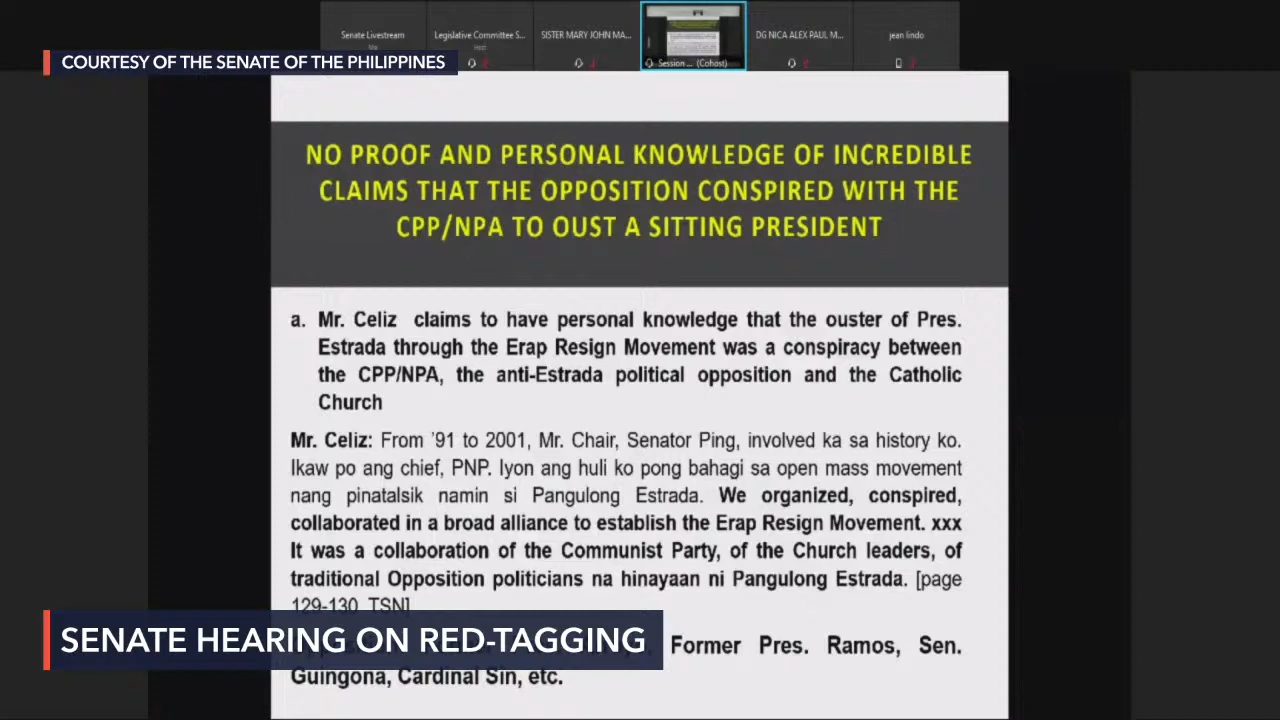 Senate Livestream
Legislative Committee S...
SISTER MARY JOHN MA...
DG NICA ALEX PAUL M...
jean lindo
Host
Session ... (Cohost)
COURTESY OF THE SENATE OF THE PHILIPPINES
NO PROOF AND PERSONAL KNOWLEDGE OF INCREDIBLE
CLAIMS THAT THE OPPOSITION CONSPIRED WITH THE
CPP/NPA TO OUST A SITTING PRESIDENT
a. Mr. Celiz claims to have personal knowledge that the ouster of Pres.
Estrada through the Erap Resign Movement was a conspiracy between
the CPP/NPA, the anti-Estrada political opposition and the Catholic
Church
Mr. Celiz: From '91 to 2001, Mr. Chair, Senator Ping, involved ka sa history ko.
Ikaw po ang chief, PNP. Iyon ang huli ko pong bahagi sa open mass movement
nang pinatalsik namin si Pangulong Estrada. We organized, conspired,
collaborated in a broad alliance to establish the Erap Resign Movement. xxx
It was a collaboration of the Communist Party, of the Church leaders, of
traditional Opposition politicians na hinayaan ni Pangulong Estrada. [page
129-130, TSN]
SENATE HEARING ON RED-TAGGING
Former Pres. Ramos, Sen.
Guingona, Cardinal Sin, etc.